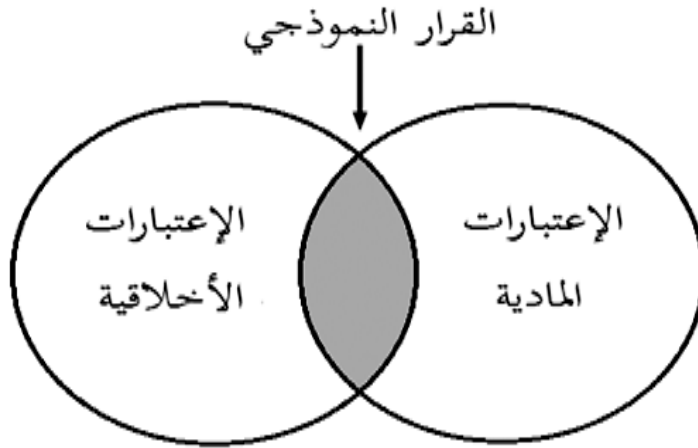 القرار النموذجي
الإعتبارات
المادية
الإعتبارات
الأخلاقية